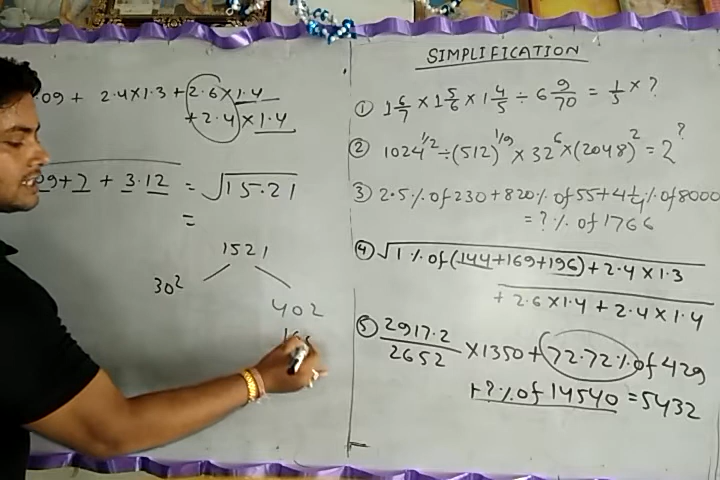 .09 + 2.4×1.3 + 2.6×1.4
+ 2.4×1.4
09+2 + 3.12 = √15.21
=
1521
30²
402
SIMPLIFICATION
① 1 6/7 × 1 5/6 × 1 4/5 ÷ 6 9/70 = 1/5 × ?
② 1024^1/2 ÷ (512)^1/9 × 32^6 × (2048)^2 = 2^?
③ 2.5% of 230 + 820% of 55 + 4 1/4% of 8000
= ?% of 1766
④ √1% of (144+169+196) + 2.4×1.3
+ 2.6×1.4 + 2.4×1.4
⑤ 2917.2/2652 ×1350 + 72.72% of 429
+?% of 14540 = 5432